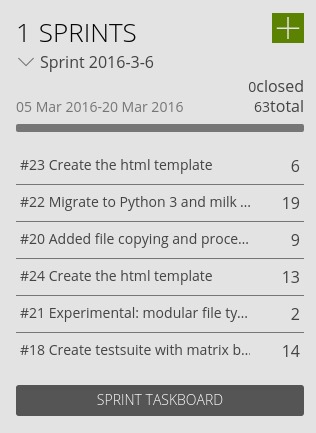 1 SPRINTS
Sprint 2016-3-6
0closed
05 Mar 2016-20 Mar 2016 63total
#23 Create the html template 6
#22 Migrate to Python 3 and milk ... 19
#20 Added file copying and proce... 9
#24 Create the html template 13
#21 Experimental: modular file ty... 2
#18 Create testsuite with matrix b... 14
SPRINT TASKBOARD